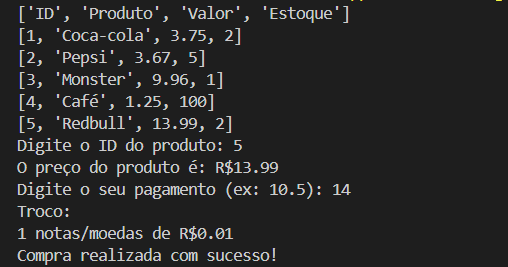 ['ID', 'Produto', 'Valor', 'Estoque']
[1, 'Coca-cola', 3.75, 2]
[2, 'Pepsi', 3.67, 5]
[3, 'Monster', 9.96, 1]
[4, 'Café', 1.25, 100]
[5, 'Redbull', 13.99, 2]
Digite o ID do produto: 5
O preço do produto é: R$13.99
Digite o seu pagamento (ex: 10.5): 14
Troco:
1 notas/moedas de R$0.01
Compra realizada com sucesso!